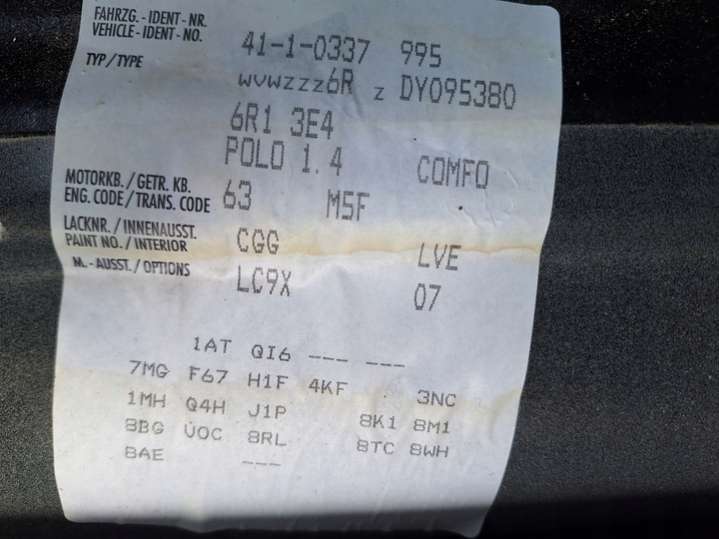 FAHRZG. - IDENT - NR.
VEHICLE - IDENT - NO.
41-1-0337 995
TYP / TYPE
WVWZZZ6R Z DY095380
6R1 3E4
POLO 1.4 COMFO
MOTORKB. / GETR. KB.
ENG. CODE / TRANS. CODE
63 M5F
LACKNR. / INNENAUSST.
PAINT NO. / INTERIOR
CGG LVE
M. - AUSST. / OPTIONS
LC9X 07
1AT QI6 --- ---
7MG F67 H1F 4KF 3NC
1MH Q4H J1P 8K1 8M1
8BG U0C 8RL 8TC 8WH
8AE ---